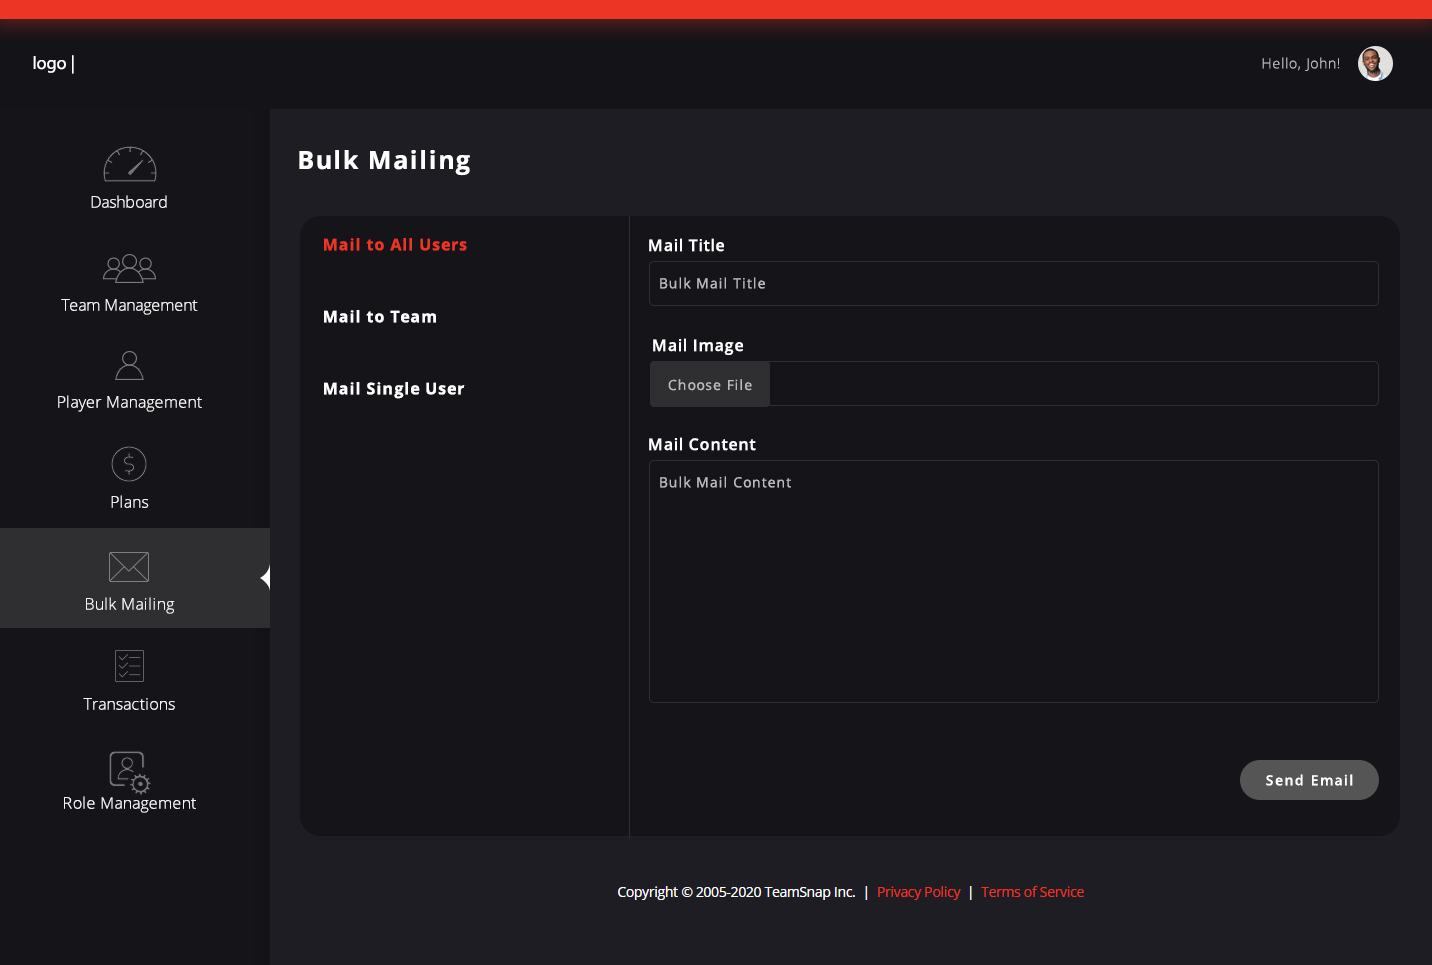 logo |
Hello, John!
Dashboard
Team Management
Player Management
Plans
Bulk Mailing
Transactions
Role Management
Bulk Mailing
Mail to All Users
Mail to Team
Mail Single User
Mail Title
Bulk Mail Title
Mail Image
Choose File
Mail Content
Bulk Mail Content
Send Email
Copyright © 2005-2020 TeamSnap Inc. | Privacy Policy | Terms of Service